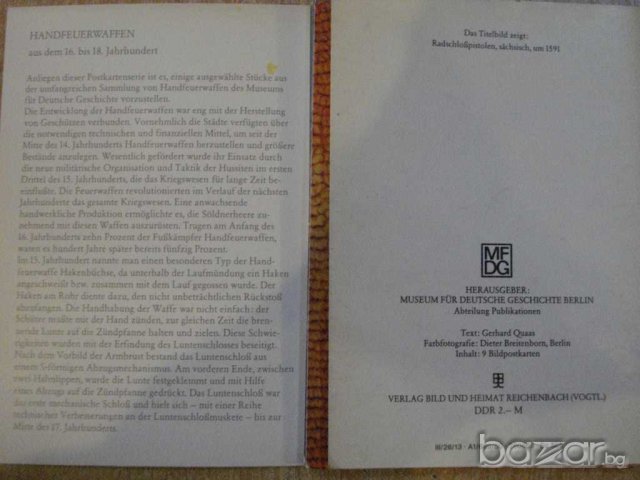 HANDFEUERWAFFEN
aus dem 16. bis 18. Jahrhundert
Anliegen dieser Postkartenserie ist es, einige ausgewählte Stücke aus
der umfangreichen Sammlung von Handfeuerwaffen des Museums
für Deutsche Geschichte vorzustellen.
Die Entwicklung der Handfeuerwaffen war eng mit der Herstellung
von Geschützen verbunden. Vornehmlich die Städte verfügten über
die notwendigen technischen und finanziellen Mittel, um seit der
Mitte des 14. Jahrhunderts Handfeuerwaffen herzustellen und größere
Bestände anzulegen. Wesentlich gefördert wurde ihr Einsatz durch
die neue militärische Organisation und Taktik der Hussiten im ersten
Drittel des 15. Jahrhunderts, die das Kriegswesen für lange Zeit be-
einflußte. Die Feuerwaffen revolutionierten im Verlauf der nächsten
Jahrhunderte das gesamte Kriegswesen. Eine anwachsende
handwerkliche Produktion ermöglichte es, die Söldnerheere zu-
nehmend mit diesen Waffen auszurüsten. Trugen am Anfang des
16. Jahrhunderts zehn Prozent der Fußkämpfer Handfeuerwaffen,
waren es hundert Jahre später bereits fünfzig Prozent.
Im 15. Jahrhundert nannte man einen besonderen Typ der Hand-
feuerwaffe Hakenbüchse, da unterhalb der Laufmündung ein Haken
angeschweißt bzw. zusammen mit dem Lauf gegossen wurde. Der
Haken am Rohr diente dazu, den nicht unbeträchtlichen Rückstoß
abzufangen. Die Handhabung der Waffe war nicht einfach: der
Schütze mußte mit der Hand zünden, zur gleichen Zeit die bren-
nende Lunte auf die Zündpfanne halten und zielen. Diese Schwie-
rigkeiten wurden mit der Erfindung des Luntenschlosses beseitigt.
Nach dem Vorbild der Armbrust bestand das Luntenschloß aus
einem S-förmigen Abzugsmechanismus. Am vorderen Ende, zwischen
zwei Hahnlippen, wurde die Lunte festgeklemmt und mit Hilfe
eines Abzugs auf die Zündpfanne gedrückt. Das Luntenschloß war
das erste mechanische Schloß und hielt sich – mit einer Reihe
technischer Verbesserungen an der Luntenschloßmuskete – bis zur
Mitte des 17. Jahrhunderts.
Das Titelbild zeigt:
Radschloßpistolen, sächsisch, um 1591
MF
DG
HERAUSGEBER:
MUSEUM FÜR DEUTSCHE GESCHICHTE BERLIN
Abteilung Publikationen
Text: Gerhard Quaas
Farbfotografie: Dieter Breitenborn, Berlin
Inhalt: 9 Bildpostkarten
VERLAG BILD UND HEIMAT REICHENBACH (VOGTL.)
DDR 2.– M
III/26/13
bazar.bg